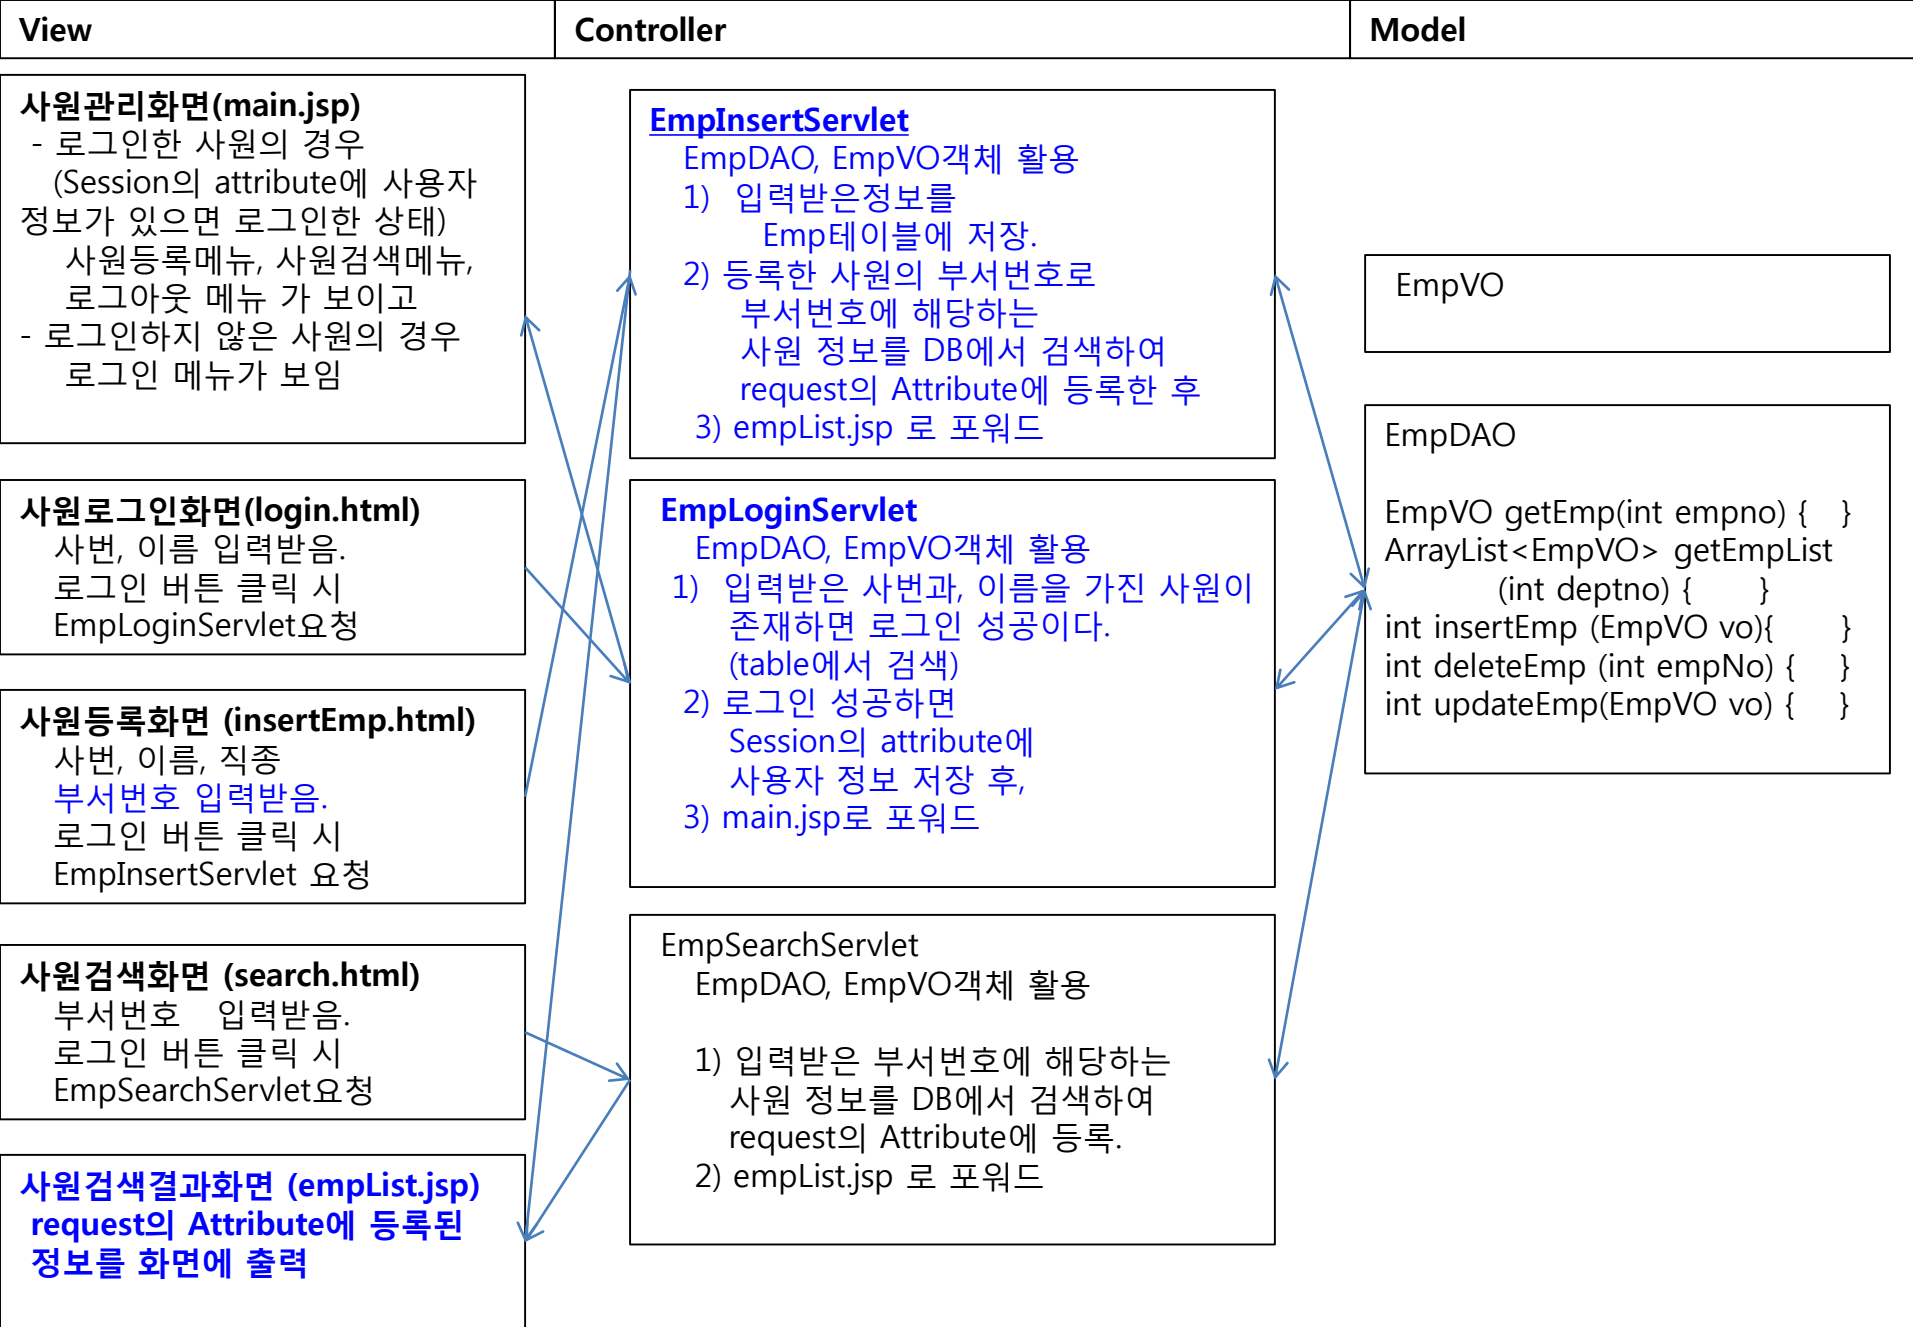 View
Controller
Model
사원관리화면(main.jsp)
- 로그인한 사원의 경우
(Session의 attribute에 사용자
정보가 있으면 로그인한 상태)
사원등록메뉴, 사원검색메뉴,
로그아웃 메뉴 가 보이고
- 로그인하지 않은 사원의 경우
로그인 메뉴가 보임
사원로그인화면(login.html)
사번, 이름 입력받음.
로그인 버튼 클릭 시
EmpLoginServlet요청
사원등록화면 (insertEmp.html)
사번, 이름, 직종
부서번호 입력받음.
로그인 버튼 클릭 시
EmpInsertServlet 요청
사원검색화면 (search.html)
부서번호 입력받음.
로그인 버튼 클릭 시
EmpSearchServlet요청
사원검색결과화면 (empList.jsp)
request의 Attribute에 등록된
정보를 화면에 출력
EmpInsertServlet
EmpDAO, EmpVO객체 활용
1) 입력받은정보를
Emp테이블에 저장.
2) 등록한 사원의 부서번호로
부서번호에 해당하는
사원 정보를 DB에서 검색하여
request의 Attribute에 등록한 후
3) empList.jsp 로 포워드
EmpLoginServlet
EmpDAO, EmpVO객체 활용
1) 입력받은 사번과, 이름을 가진 사원이
존재하면 로그인 성공이다.
(table에서 검색)
2) 로그인 성공하면
Session의 attribute에
사용자 정보 저장 후,
3) main.jsp로 포워드
EmpSearchServlet
EmpDAO, EmpVO객체 활용
1) 입력받은 부서번호에 해당하는
사원 정보를 DB에서 검색하여
request의 Attribute에 등록.
2) empList.jsp 로 포워드
EmpVO
EmpDAO
EmpVO getEmp(int empno) { }
ArrayList<EmpVO> getEmpList
(int deptno) { }
int insertEmp (EmpVO vo){ }
int deleteEmp (int empNo) { }
int updateEmp(EmpVO vo) { }